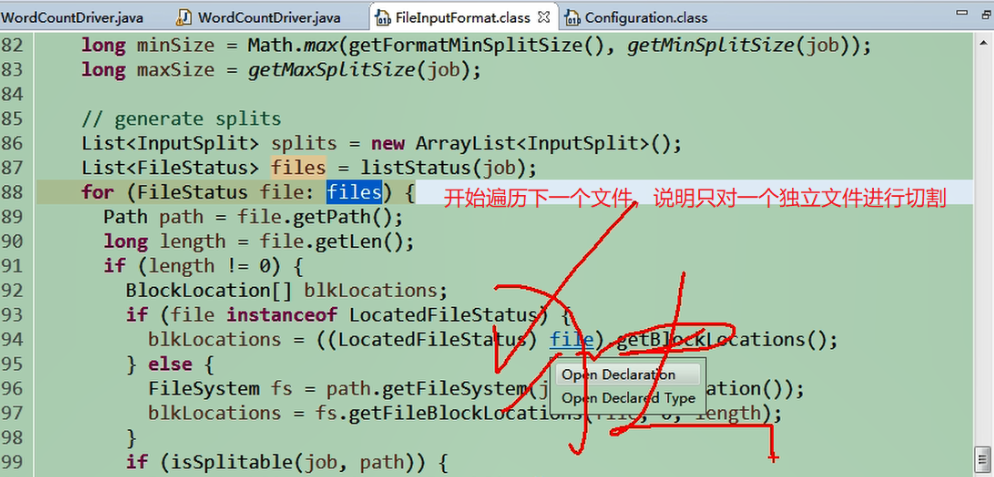 WordCountDriver.java WordCountDriver.java FileInputFormat.class Configuration.class
82 long minSize = Math.max(getFormatMinSplitSize(), getMinSplitSize(job));
83 long maxSize = getMaxSplitSize(job);
84
85 // generate splits
86 List<InputSplit> splits = new ArrayList<InputSplit>();
87 List<FileStatus> files = listStatus(job);
88 for (FileStatus file: files) { 开始遍历下一个文件，说明只对一个独立文件进行切割
89 Path path = file.getPath();
90 long length = file.getLen();
91 if (length != 0) {
92 BlockLocation[] blkLocations;
93 if (file instanceof LocatedFileStatus) {
94 blkLocations = ((LocatedFileStatus) file).getBlockLocations();
95 } else {
Open Declaration
96 FileSystem fs = path.getFileSystem(j ation());
Open Declared Type
97 blkLocations = fs.getFileBlockLocations(file, 0, length);
98 }
99 if (isSplitable(job, path)) {